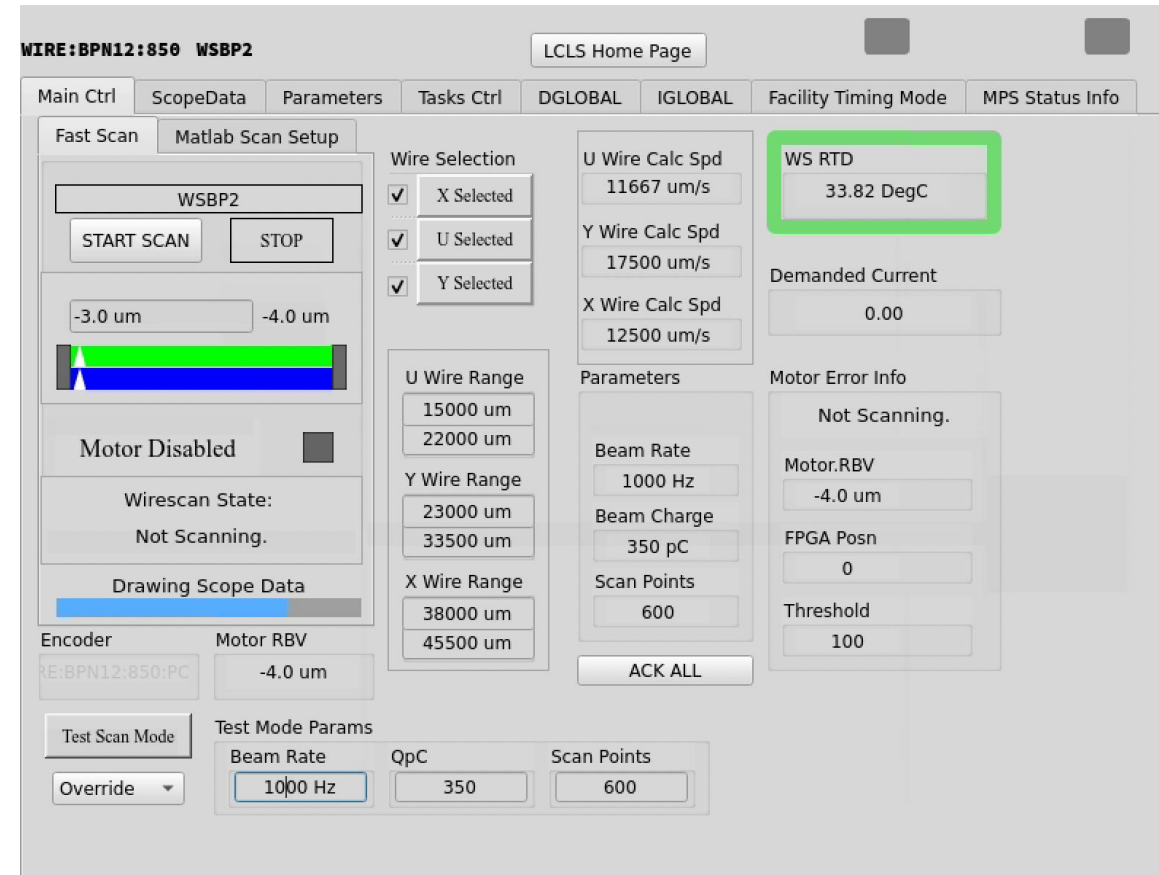 WIRE:BPN12:850 WSBP2
LCLS Home Page
Main Ctrl
ScopeData
Parameters
Tasks Ctrl
DGLOBAL
IGLOBAL
Facility Timing Mode
MPS Status Info
Fast Scan
Matlab Scan Setup
WSBP2
START SCAN
STOP
-3.0 um
-4.0 um
Motor Disabled
Wirescan State:
Not Scanning.
Drawing Scope Data
Encoder
RE:BPN12:850:PC
Motor RBV
-4.0 um
Wire Selection
X Selected
U Selected
Y Selected
U Wire Range
15000 um
22000 um
Y Wire Range
23000 um
33500 um
X Wire Range
38000 um
45500 um
U Wire Calc Spd
11667 um/s
Y Wire Calc Spd
17500 um/s
X Wire Calc Spd
12500 um/s
Parameters
Beam Rate
1000 Hz
Beam Charge
350 pC
Scan Points
600
ACK ALL
WS RTD
33.82 DegC
Demanded Current
0.00
Motor Error Info
Not Scanning.
Motor.RBV
-4.0 um
FPGA Posn
0
Threshold
100
Test Scan Mode
Override
Test Mode Params
Beam Rate
1000 Hz
QpC
350
Scan Points
600